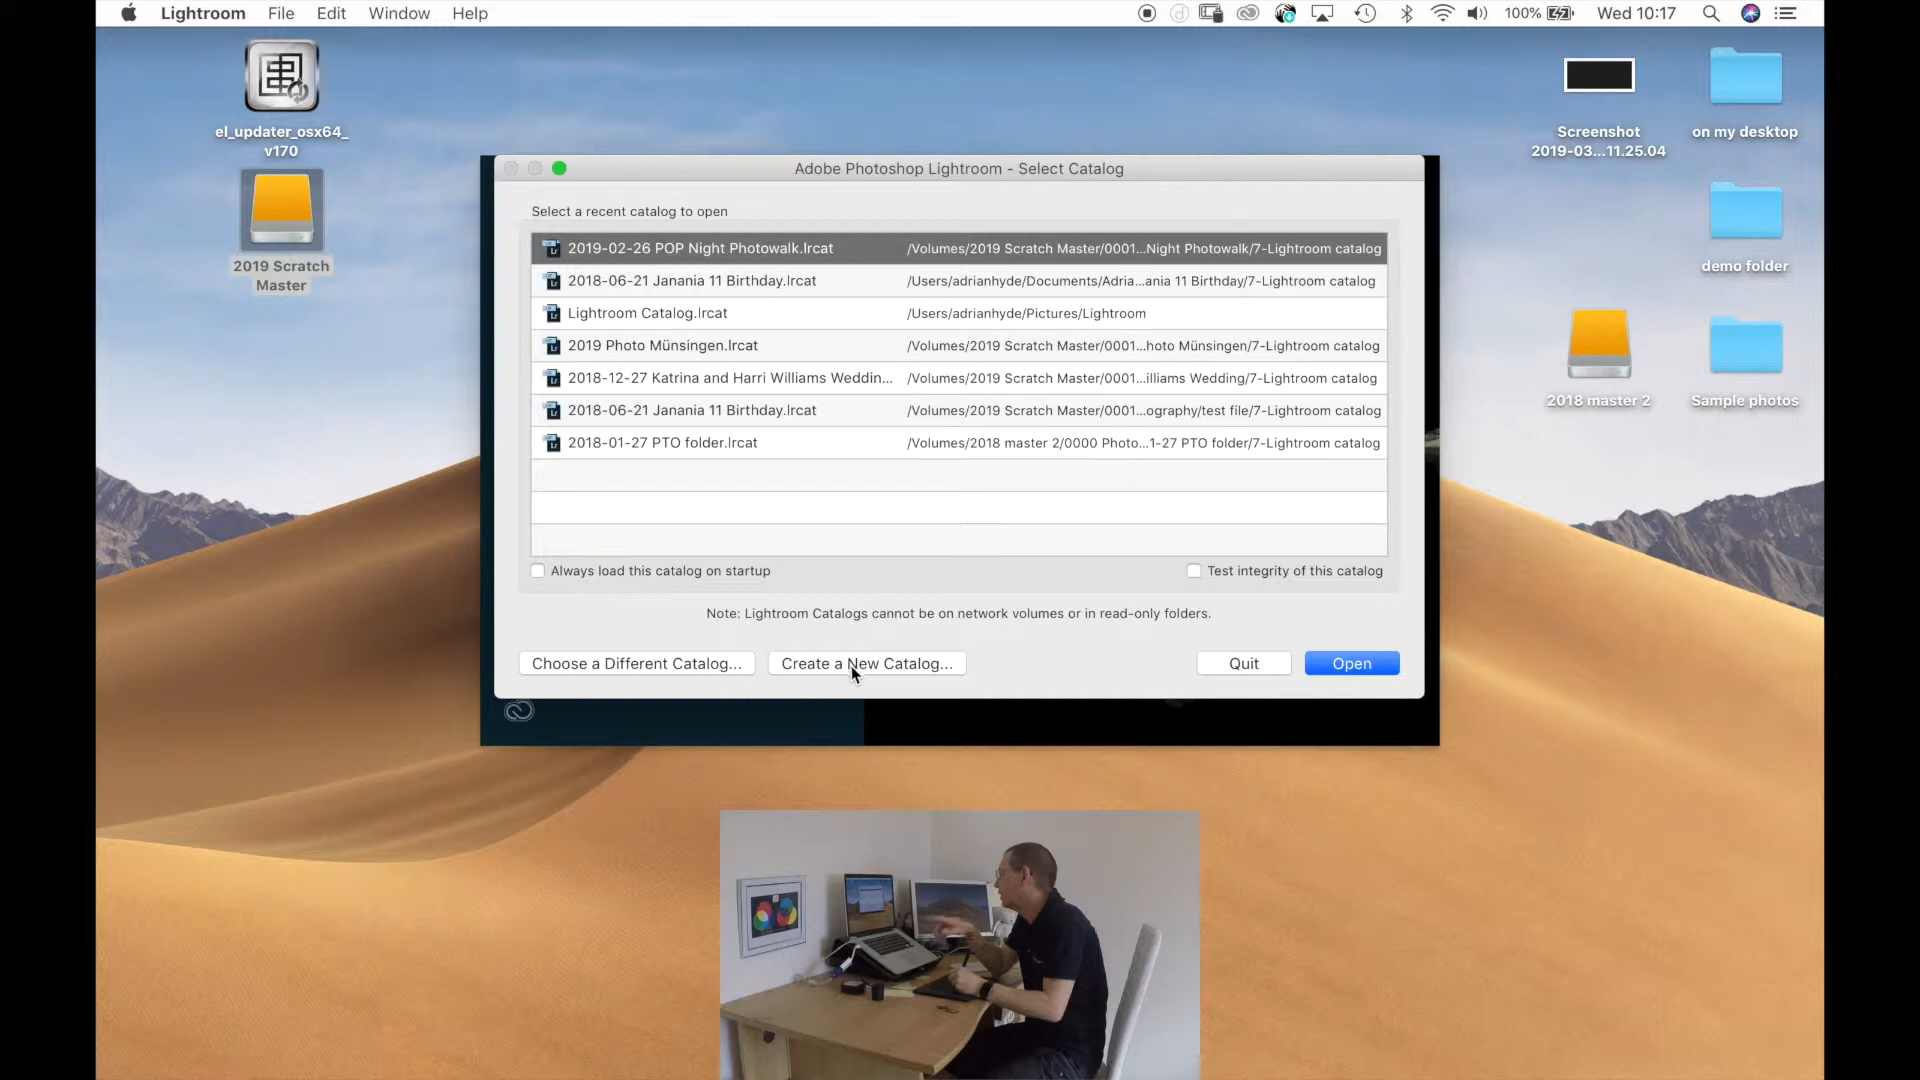 Lightroom File Edit Window Help
100% Wed 10:17
el_updater_osx64_
v170
2019 Scratch
Master
Screenshot
2019-03...11.25.04
on my desktop
demo folder
2018 master 2
Sample photos
Adobe Photoshop Lightroom - Select Catalog
Select a recent catalog to open
2019-02-26 POP Night Photowalk.lrcat /Volumes/2019 Scratch Master/0001...Night Photowalk/7-Lightroom catalog
2018-06-21 Janania 11 Birthday.lrcat /Users/adrianhyde/Documents/Adria...ania 11 Birthday/7-Lightroom catalog
Lightroom Catalog.lrcat /Users/adrianhyde/Pictures/Lightroom
2019 Photo Münsingen.lrcat /Volumes/2019 Scratch Master/0001...hoto Münsingen/7-Lightroom catalog
2018-12-27 Katrina and Harri Williams Weddin... /Volumes/2019 Scratch Master/0001...illiams Wedding/7-Lightroom catalog
2018-06-21 Janania 11 Birthday.lrcat /Volumes/2019 Scratch Master/0001...ography/test file/7-Lightroom catalog
2018-01-27 PTO folder.lrcat /Volumes/2018 master 2/0000 Photo...1-27 PTO folder/7-Lightroom catalog
Always load this catalog on startup Test integrity of this catalog
Note: Lightroom Catalogs cannot be on network volumes or in read-only folders.
Choose a Different Catalog... Create a New Catalog... Quit Open